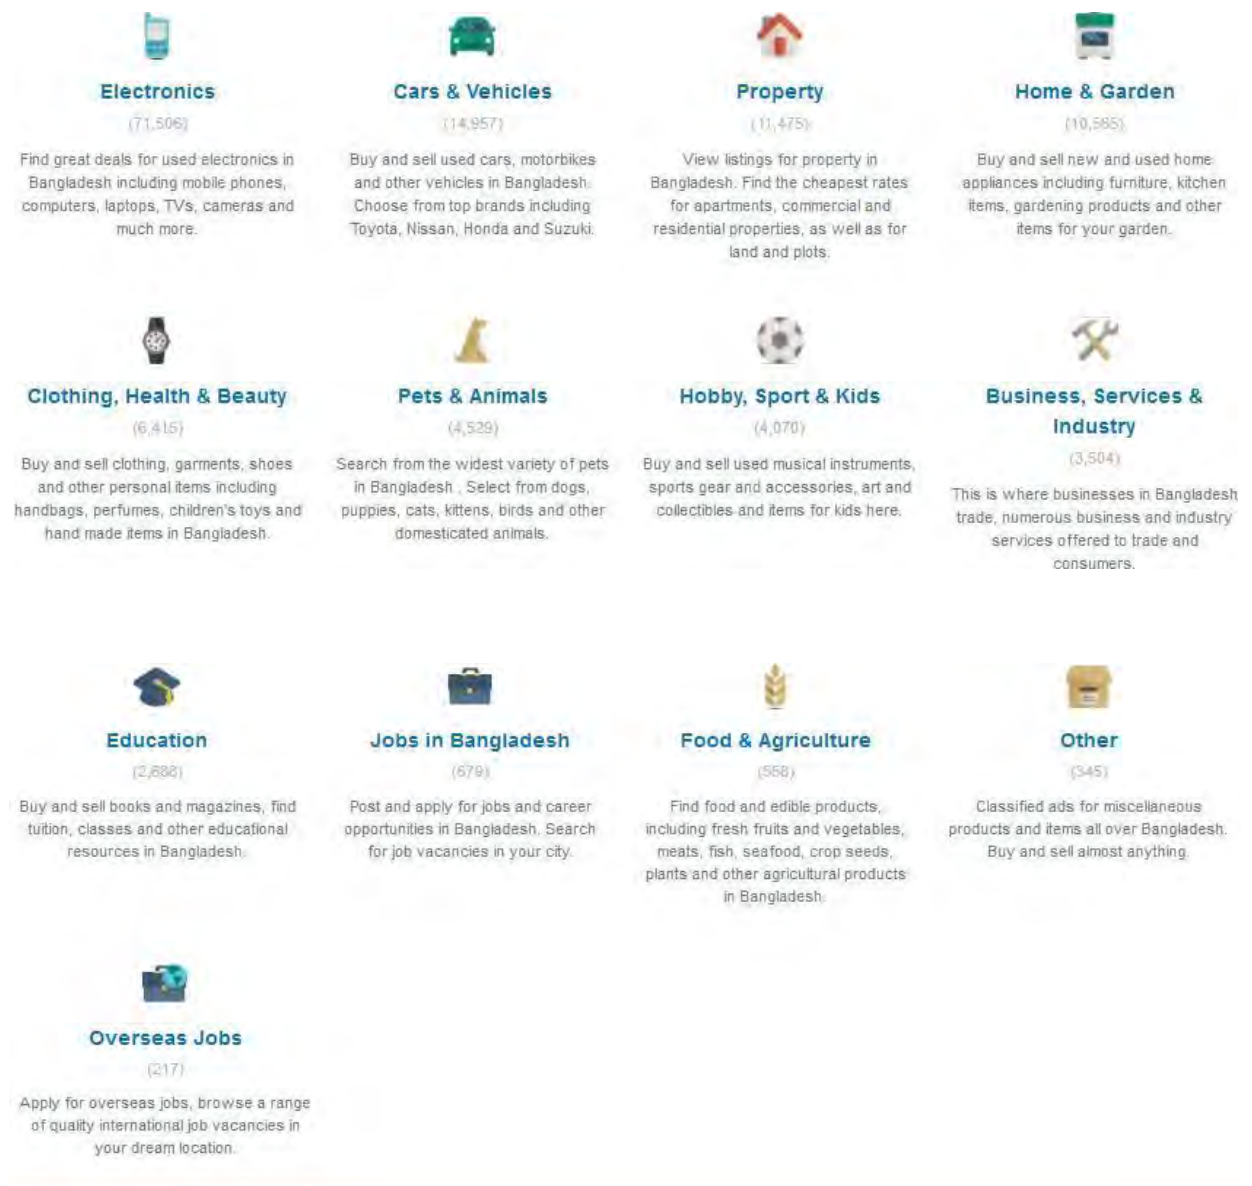 Electronics
(71,506)
Find great deals for used electronics in
Bangladesh including mobile phones,
computers, laptops, TVs, cameras and
much more.
Cars & Vehicles
(14,957)
Buy and sell used cars, motorbikes
and other vehicles in Bangladesh.
Choose from top brands including
Toyota, Nissan, Honda and Suzuki.
Property
(11,475)
View listings for property in
Bangladesh. Find the cheapest rates
for apartments, commercial and
residential properties, as well as for
land and plots.
Home & Garden
(10,565)
Buy and sell new and used home
appliances including furniture, kitchen
items, gardening products and other
items for your garden.
Clothing, Health & Beauty
(6,415)
Buy and sell clothing, garments, shoes
and other personal items including
handbags, perfumes, children's toys and
hand made items in Bangladesh.
Pets & Animals
(4,529)
Search from the widest variety of pets
in Bangladesh . Select from dogs,
puppies, cats, kittens, birds and other
domesticated animals.
Hobby, Sport & Kids
(4,070)
Buy and sell used musical instruments,
sports gear and accessories, art and
collectibles and items for kids here.
Business, Services &
Industry
(3,504)
This is where businesses in Bangladesh
trade, numerous business and industry
services offered to trade and
consumers.
Education
(2,688)
Buy and sell books and magazines, find
tuition, classes and other educational
resources in Bangladesh.
Jobs in Bangladesh
(679)
Post and apply for jobs and career
opportunities in Bangladesh. Search
for job vacancies in your city.
Food & Agriculture
(558)
Find food and edible products,
including fresh fruits and vegetables,
meats, fish, seafood, crop seeds,
plants and other agricultural products
in Bangladesh.
Other
(345)
Classified ads for miscellaneous
products and items all over Bangladesh.
Buy and sell almost anything.
Overseas Jobs
(217)
Apply for overseas jobs, browse a range
of quality international job vacancies in
your dream location.